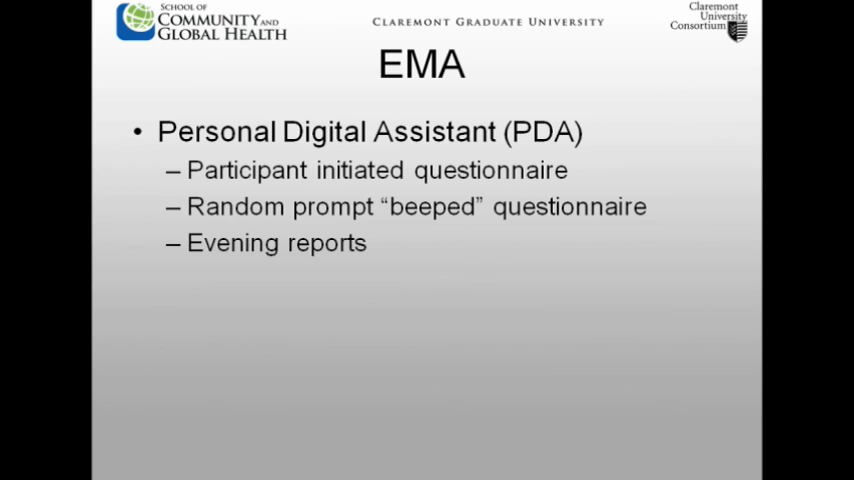 SCHOOL OF
COMMUNITY AND
GLOBAL HEALTH
CLAREMONT GRADUATE UNIVERSITY
Claremont
University
Consortium
EMA
• Personal Digital Assistant (PDA)
– Participant initiated questionnaire
– Random prompt “beeped” questionnaire
– Evening reports